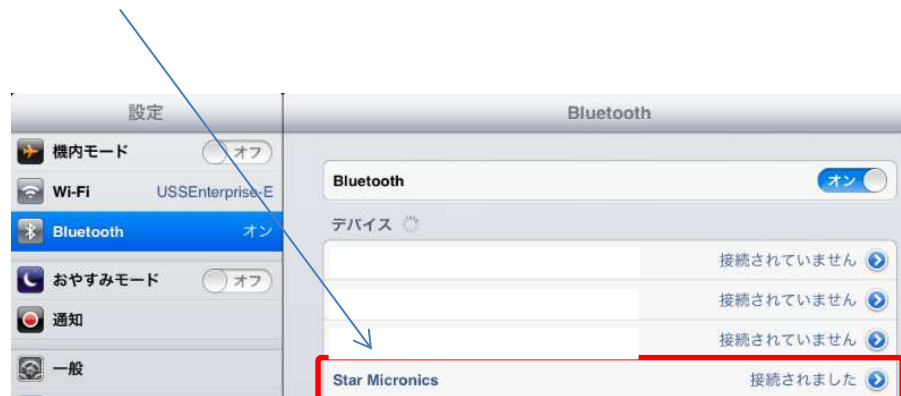 設定
機内モード オフ
Wi-Fi USSEnterprise-E
Bluetooth オン
おやすみモード オフ
通知
一般
Bluetooth
Bluetooth オン
デバイス
接続されていません
接続されていません
接続されていません
Star Micronics 接続されました